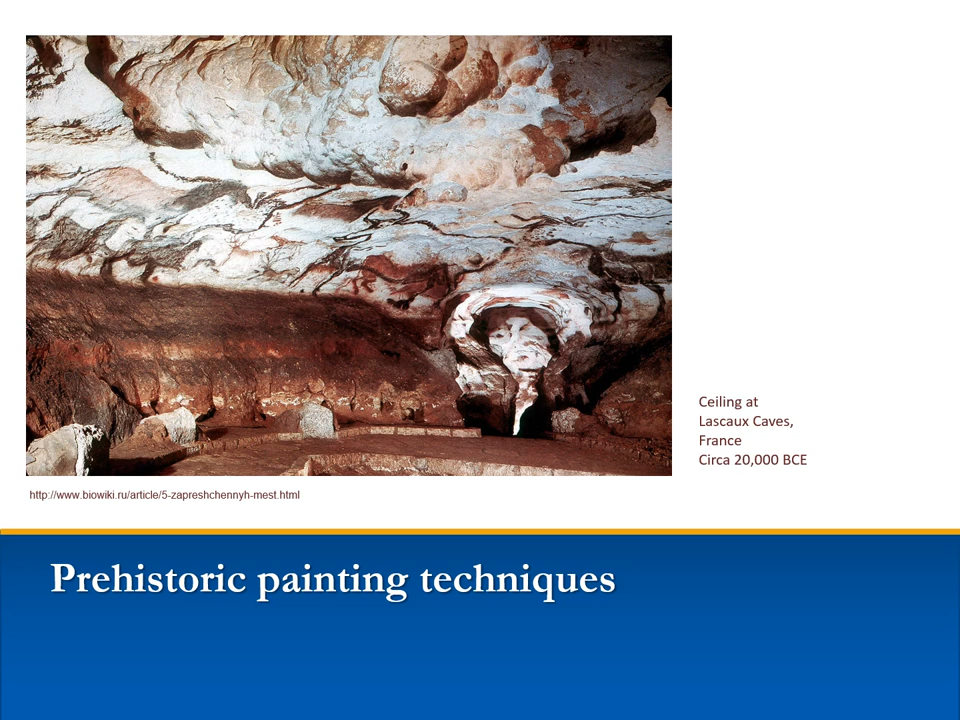 Ceiling at
Lascaux Caves,
France
Circa 20,000 BCE
http://www.biowiki.ru/article/5-zapreshchennyh-mest.html
Prehistoric painting techniques